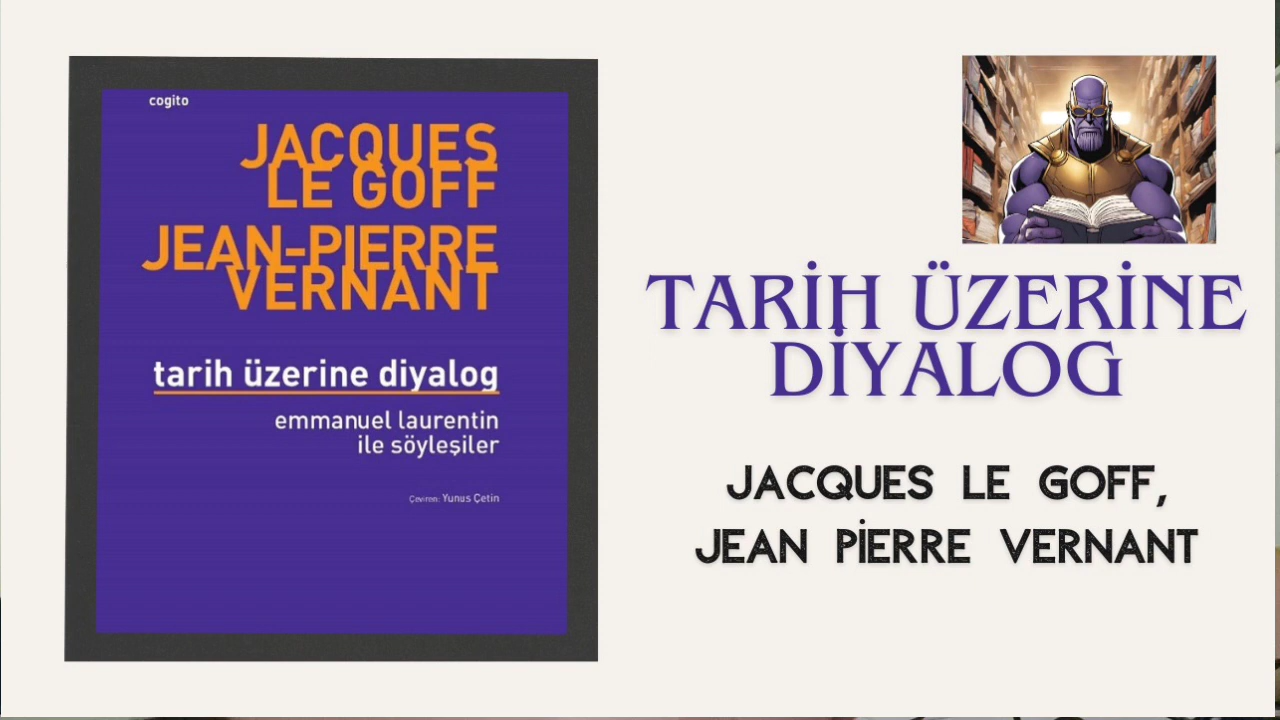 cogito
JACQUES
LE GOFF
JEAN-PIERRE
VERNANT
tarih üzerine diyalog
emmanuel laurentin
ile söyleşiler
Çeviren: Yunus Çetin
TARİH ÜZERİNE
DİYALOG
JACQUES LE GOFF,
JEAN PİERRE VERNANT